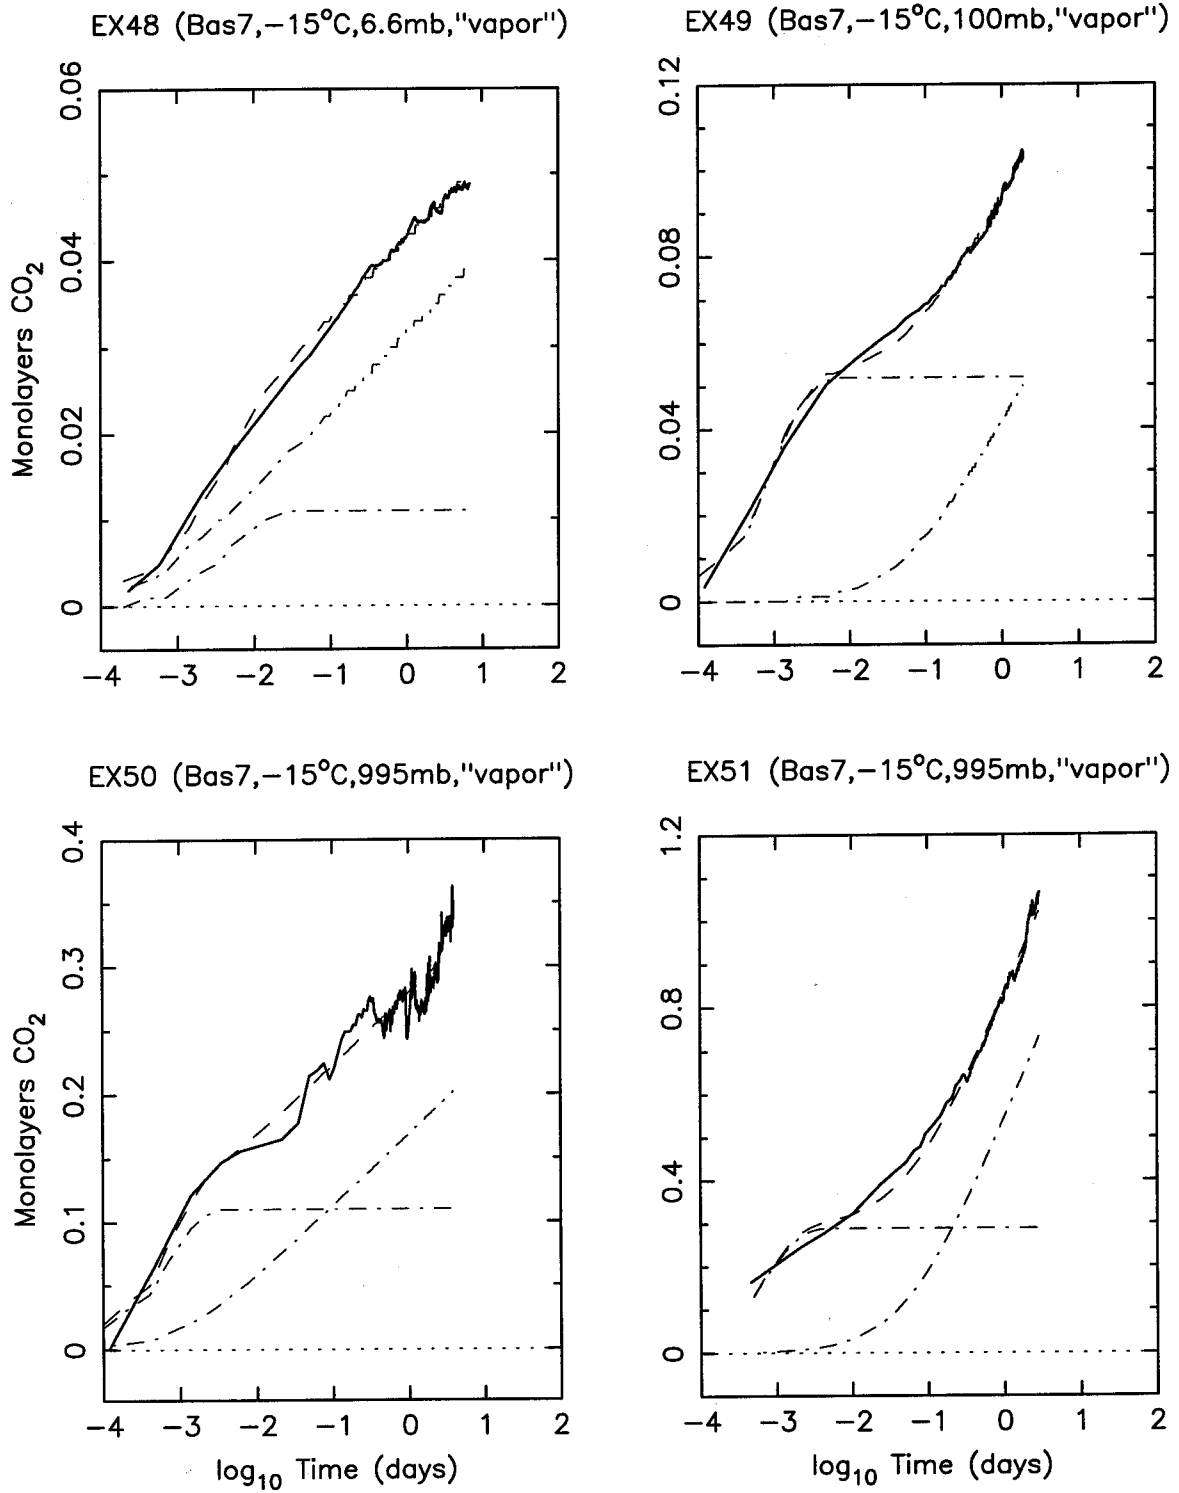 EX48 (Bas7,−15°C,6.6mb,"vapor")
0.06
0.04
0.02
0
Monolayers CO₂
−4 −3 −2 −1 0 1 2
EX49 (Bas7,−15°C,100mb,"vapor")
0.12
0.08
0.04
0
−4 −3 −2 −1 0 1 2
EX50 (Bas7,−15°C,995mb,"vapor")
0.4
0.3
0.2
0.1
0
Monolayers CO₂
−4 −3 −2 −1 0 1 2
log₁₀ Time (days)
EX51 (Bas7,−15°C,995mb,"vapor")
1.2
0.8
0.4
0
−4 −3 −2 −1 0 1 2
log₁₀ Time (days)